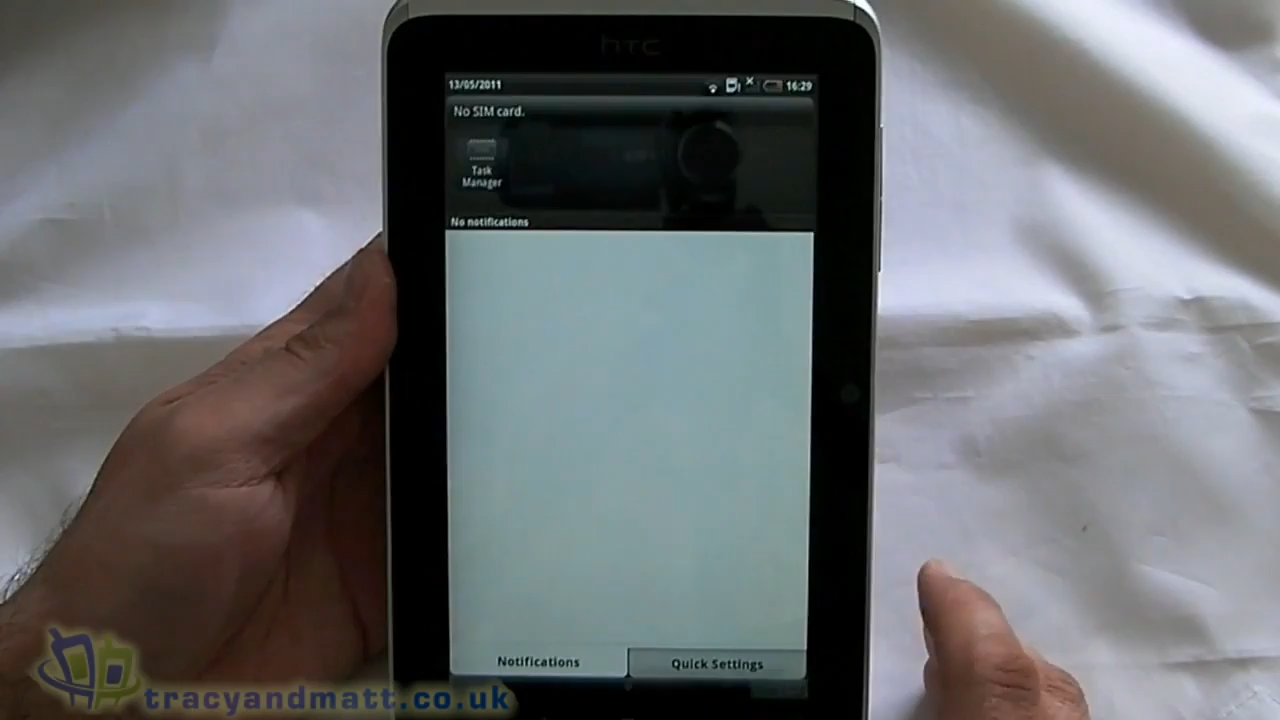 hTC
13/05/2011 16:29
No SIM card.
Task
Manager
No notifications
Notifications Quick Settings
tracyandmatt.co.uk